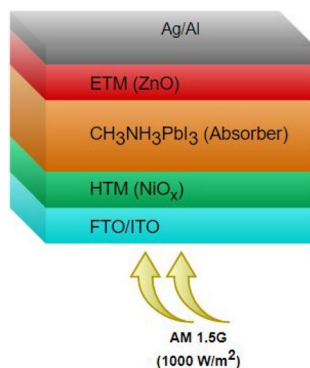 Ag/Al
ETM (ZnO)
CH3NH3PbI3 (Absorber)
HTM (NiOx)
FTO/ITO
AM 1.5G
(1000 W/m²)